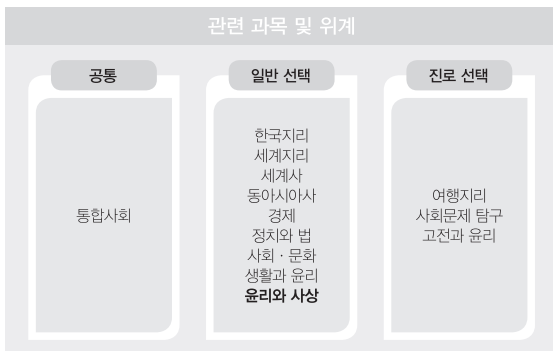 관련 과목 및 위계
공통
통합사회
일반 선택
한국지리
세계지리
세계사
동아시아사
경제
정치와 법
사회 · 문화
생활과 윤리
윤리와 사상
진로 선택
여행지리
사회문제 탐구
고전과 윤리